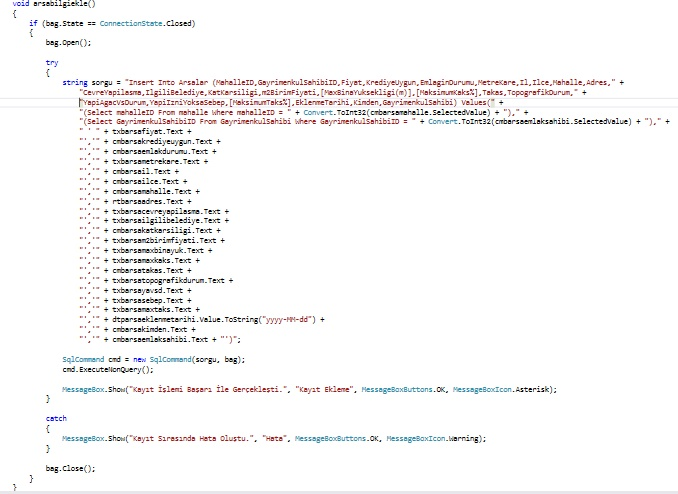 void arsabilgiekle()
{
if (bag.State == ConnectionState.Closed)
{
bag.Open();
try
{
string sorgu = "Insert Into Arsalar (MahalleID,GayrimenkulSahibiID,Fiyat,KrediyeUygun,EmlaginDurumu,MetreKare,Il,Ilce,Mahalle,Adres," +
"CevreYapilasma,IlgiliBelediye,KatKarsiligi,m2BirimFiyati,[MaxBinaYuksekligi(m)],[MaksimumKaks%],Takas,TopografikDurum," +
"YapiAgacVsDurum,YapiIzniYoksaSebep,[MaksimumTaks%],EklenmeTarihi,Kimden,GayrimenkulSahibi) Values(" +
"(Select mahalleID From mahalle Where mahalleID = " + Convert.ToInt32(cmbarsamahalle.SelectedValue) + ")," +
"(Select GayrimenkulSahibiID From GayrimenkulSahibi Where GayrimenkulSahibiID = " + Convert.ToInt32(cmbarsaemlaksahibi.SelectedValue) + ")," +
" ' " + txbarsafiyat.Text +
"','" + cmbarsakrediyeuygun.Text +
"','" + cmbarsaemlakdurumu.Text +
"','" + txbarsametrekare.Text +
"','" + cmbarsail.Text +
"','" + cmbarsailce.Text +
"','" + cmbarsamahalle.Text +
"','" + rtbarsaadres.Text +
"','" + txbarsacevreyapilasma.Text +
"','" + txbarsailgilibelediye.Text +
"','" + cmbarsakatkarsiligi.Text +
"','" + txbarsam2birimfiyati.Text +
"','" + txbarsamaxbinayuk.Text +
"','" + txbarsamaxkaks.Text +
"','" + cmbarsatakas.Text +
"','" + txbarsatopografikdurum.Text +
"','" + txbarsayavsd.Text +
"','" + txbarsasebep.Text +
"','" + txbarsamaxtaks.Text +
"','" + dtparsaeklenmetarihi.Value.ToString("yyyy-MM-dd") +
"','" + cmbarsakimden.Text +
"','" + cmbarsaemlaksahibi.Text + "')";
SqlCommand cmd = new SqlCommand(sorgu, bag);
cmd.ExecuteNonQuery();
MessageBox.Show("Kayıt İşlemi Başarı İle Gerçekleşti.", "Kayıt Ekleme", MessageBoxButtons.OK, MessageBoxIcon.Asterisk);
}
catch
{
MessageBox.Show("Kayıt Sırasında Hata Oluştu.", "Hata", MessageBoxButtons.OK, MessageBoxIcon.Warning);
}
bag.Close();
}
}